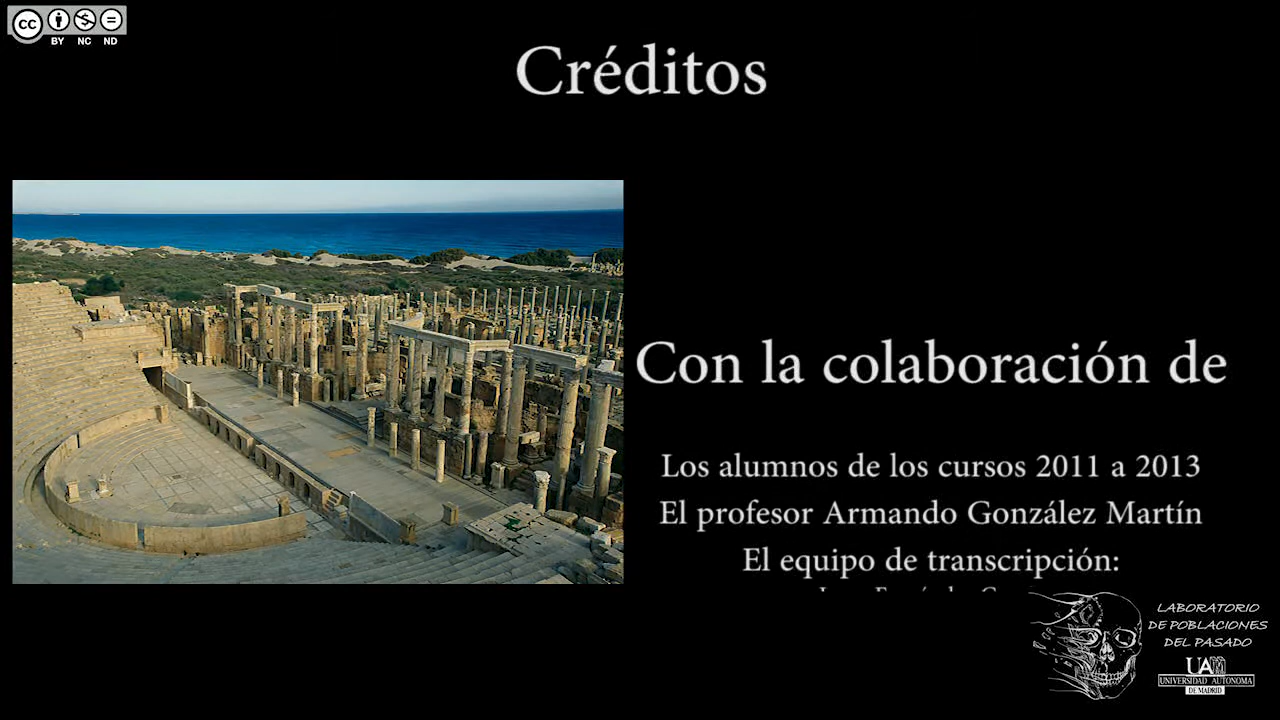 cc
BY NC ND
Créditos
Con la colaboración de
Los alumnos de los cursos 2011 a 2013
El profesor Armando González Martín
El equipo de transcripción:
LABORATORIO
DE POBLACIONES
DEL PASADO
UAM
UNIVERSIDAD AUTONOMA
DE MADRID